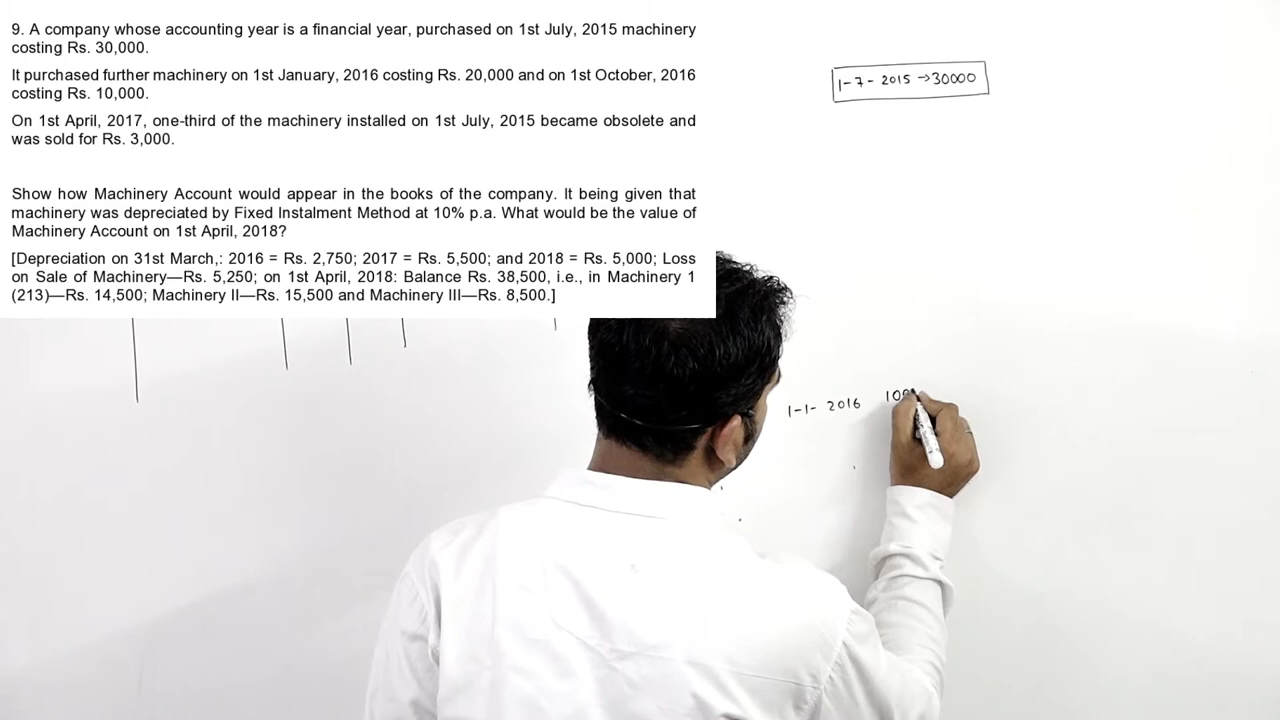 9. A company whose accounting year is a financial year, purchased on 1st July, 2015 machinery
costing Rs. 30,000.
It purchased further machinery on 1st January, 2016 costing Rs. 20,000 and on 1st October, 2016
costing Rs. 10,000.
On 1st April, 2017, one-third of the machinery installed on 1st July, 2015 became obsolete and
was sold for Rs. 3,000.
Show how Machinery Account would appear in the books of the company. It being given that
machinery was depreciated by Fixed Instalment Method at 10% p.a. What would be the value of
Machinery Account on 1st April, 2018?
[Depreciation on 31st March,: 2016 = Rs. 2,750; 2017 = Rs. 5,500; and 2018 = Rs. 5,000; Loss
on Sale of Machinery—Rs. 5,250; on 1st April, 2018: Balance Rs. 38,500, i.e., in Machinery 1
(213)—Rs. 14,500; Machinery II—Rs. 15,500 and Machinery III—Rs. 8,500.]
1-7-2015 →30000
1-1-2016